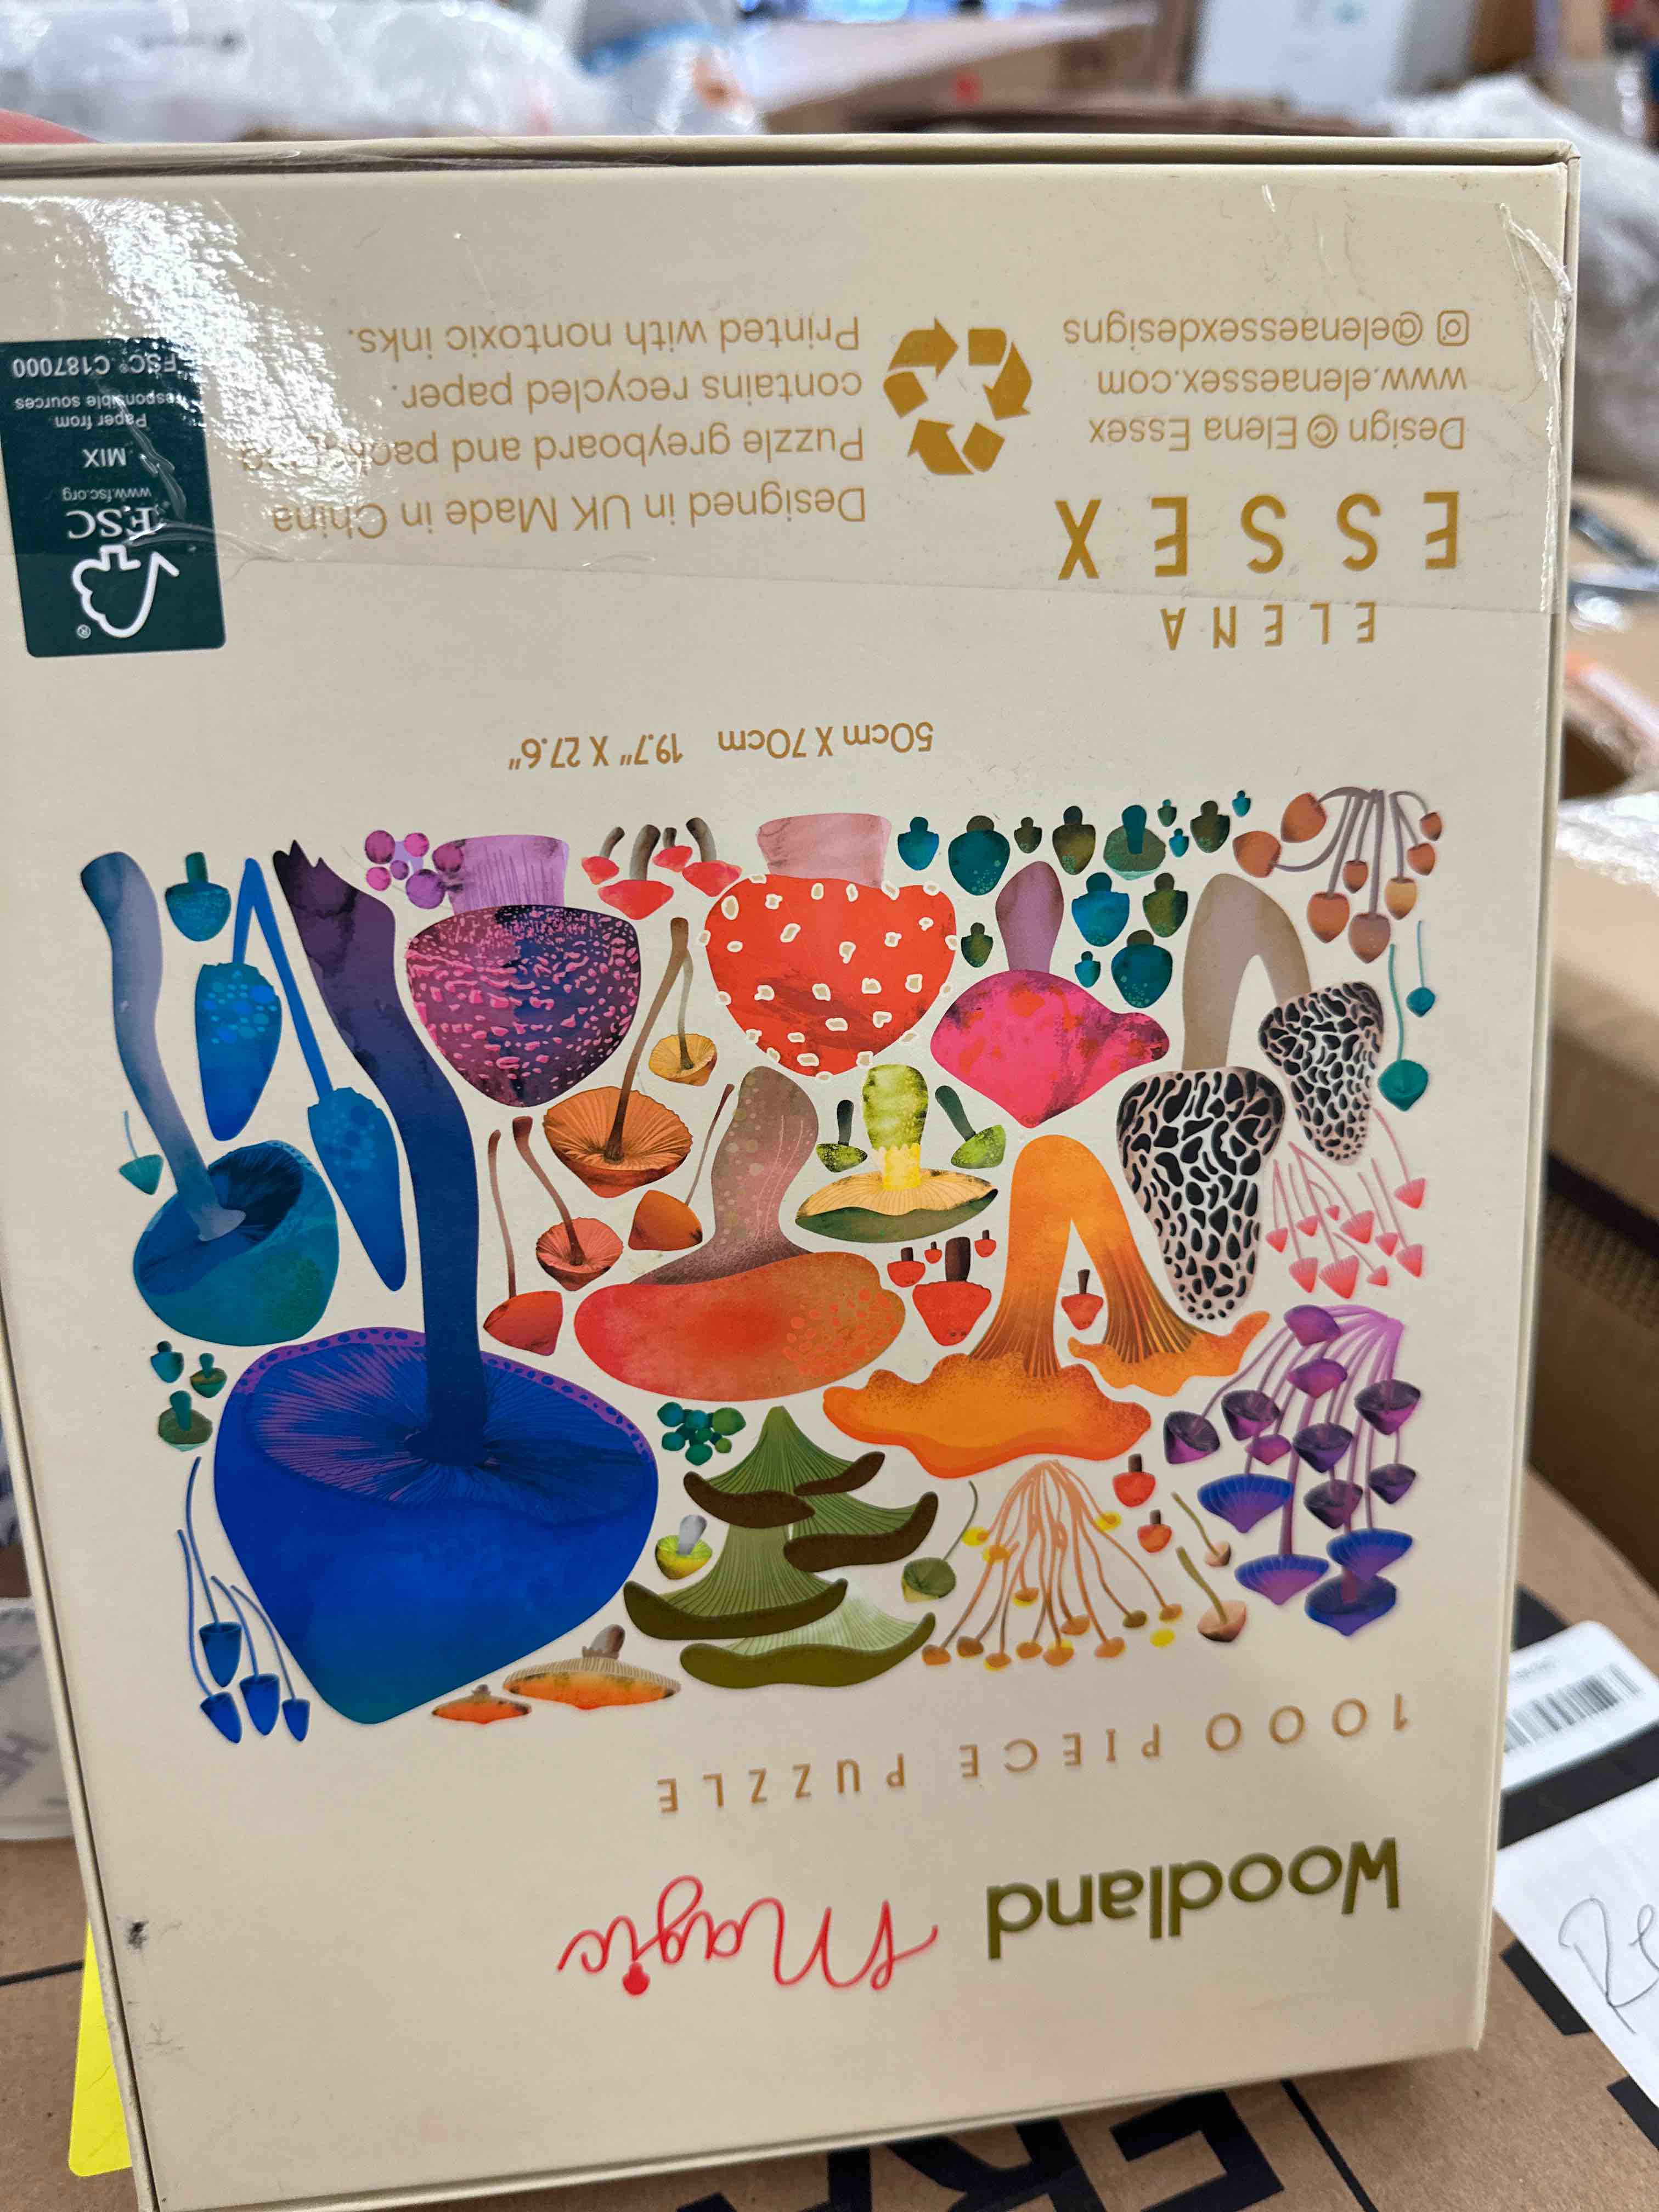 Woodland Magic
1000 PIECE PUZZLE
50cm X 70cm 19.7" X 27.6"
ELENA
ESSEX
Design © Elena Essex
www.elenaessex.com
@elenaessexdesigns
Designed in UK Made in China
Puzzle greyboard and
contains recycled paper.
Printed with nontoxic inks.
®
FSC
www.fsc.org
MIX
Paper from
responsible sources
FSC® C187000